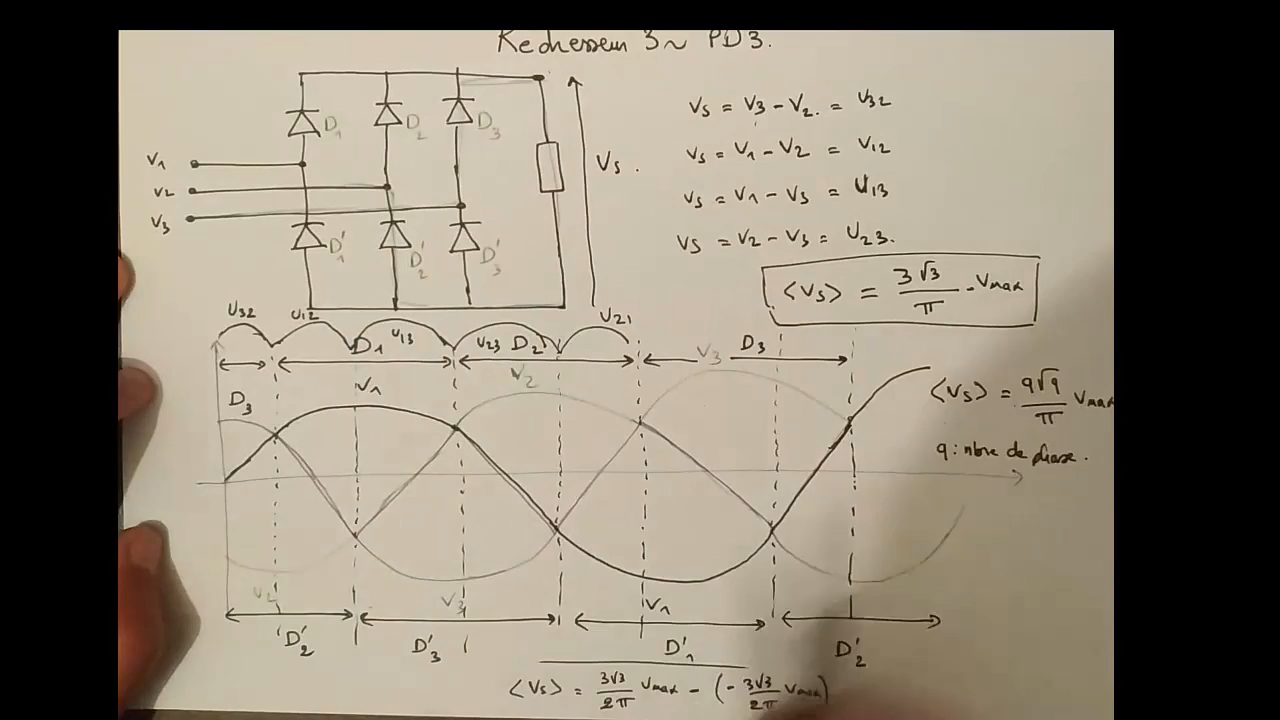 Redresseur 3~ PD3.
D1 D2 D3
V1
V2
V3
Vs.
D'1 D'2 D'3
Vs = V3 - V2. = U32
Vs = V1 - V2 = U12
Vs = V1 - V3 = U13
Vs = V2 - V3 = U23.
<Vs> = 3√3/π . Vmax
U32 U12 U13 U23 U21
D3 D1 D2 D3
V1 V2 V3
<Vs> = q√q/π Vmax
q : nbre de phase.
V2 V3 V1
D'2 D'3 D'1 D'2
<Vs> = 3√3/2π Vmax - (- 3√3/2π Vmax)